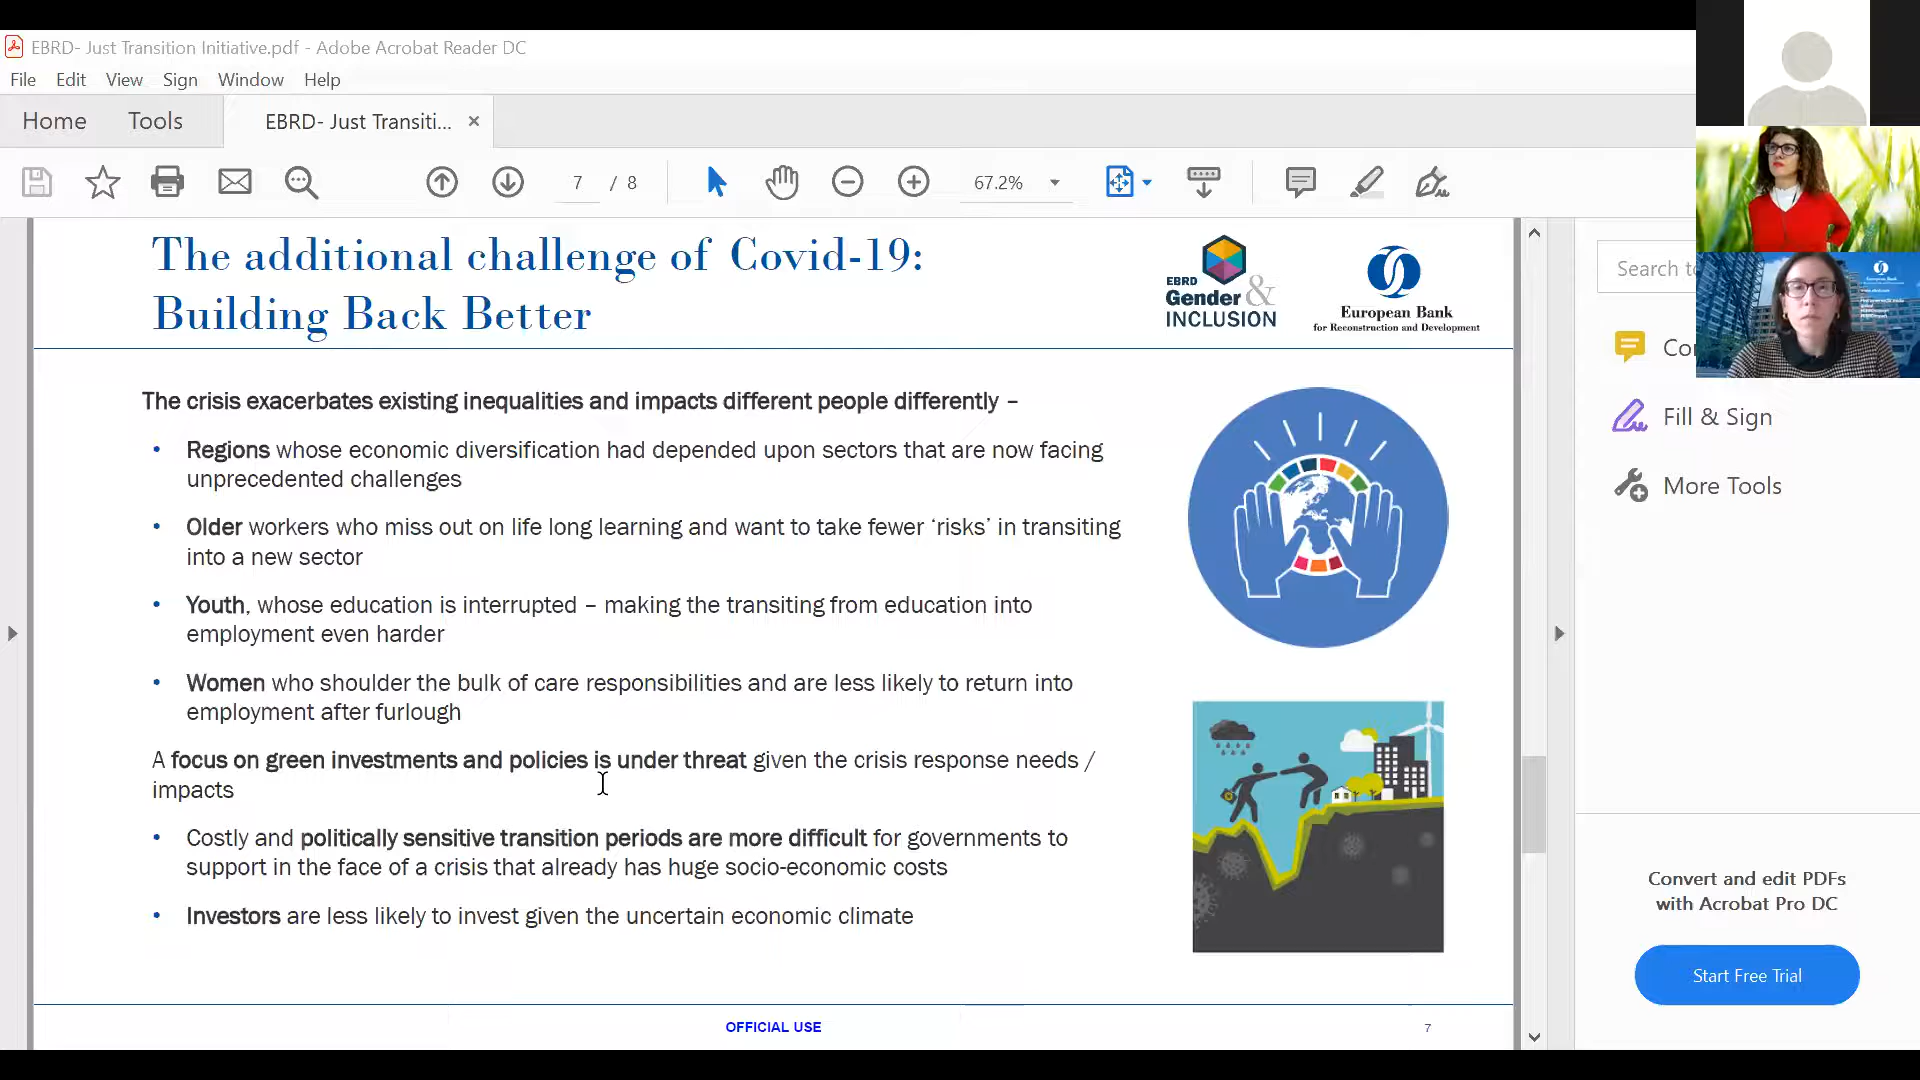 EBRD- Just Transition Initiative.pdf - Adobe Acrobat Reader DC
File Edit View Sign Window Help
Home Tools EBRD- Just Transiti... ×
7 / 8 67.2%
The additional challenge of Covid-19:
Building Back Better
EBRD
Gender &
INCLUSION
European Bank
for Reconstruction and Development
The crisis exacerbates existing inequalities and impacts different people differently –
• Regions whose economic diversification had depended upon sectors that are now facing
unprecedented challenges
• Older workers who miss out on life long learning and want to take fewer ‘risks’ in transiting
into a new sector
• Youth, whose education is interrupted – making the transiting from education into
employment even harder
• Women who shoulder the bulk of care responsibilities and are less likely to return into
employment after furlough
A focus on green investments and policies is under threat given the crisis response needs /
impacts
• Costly and politically sensitive transition periods are more difficult for governments to
support in the face of a crisis that already has huge socio-economic costs
• Investors are less likely to invest given the uncertain economic climate
OFFICIAL USE
7
Search t
Co
Fill & Sign
More Tools
Convert and edit PDFs
with Acrobat Pro DC
Start Free Trial
European Bank